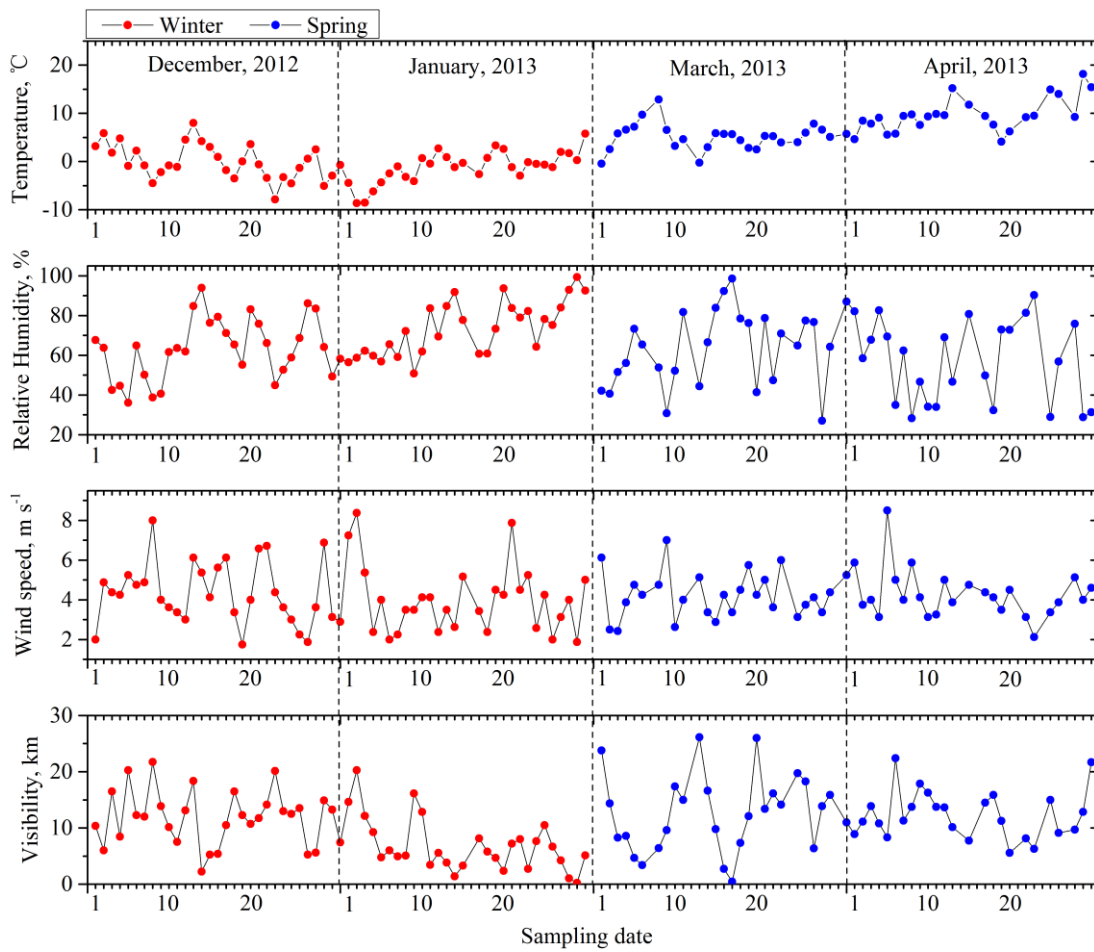 Winter Spring
Temperature, ℃
20
10
0
-10
December, 2012 January, 2013 March, 2013 April, 2013
1 10 20 1 10 20 1 10 20 1 10 20
Relative Humidity, %
100
80
60
40
20
1 10 20 1 10 20 1 10 20 1 10 20
Wind speed, m s⁻¹
8
6
4
2
1 10 20 1 10 20 1 10 20 1 10 20
Visibility, km
30
20
10
0
1 10 20 1 10 20 1 10 20 1 10 20
Sampling date